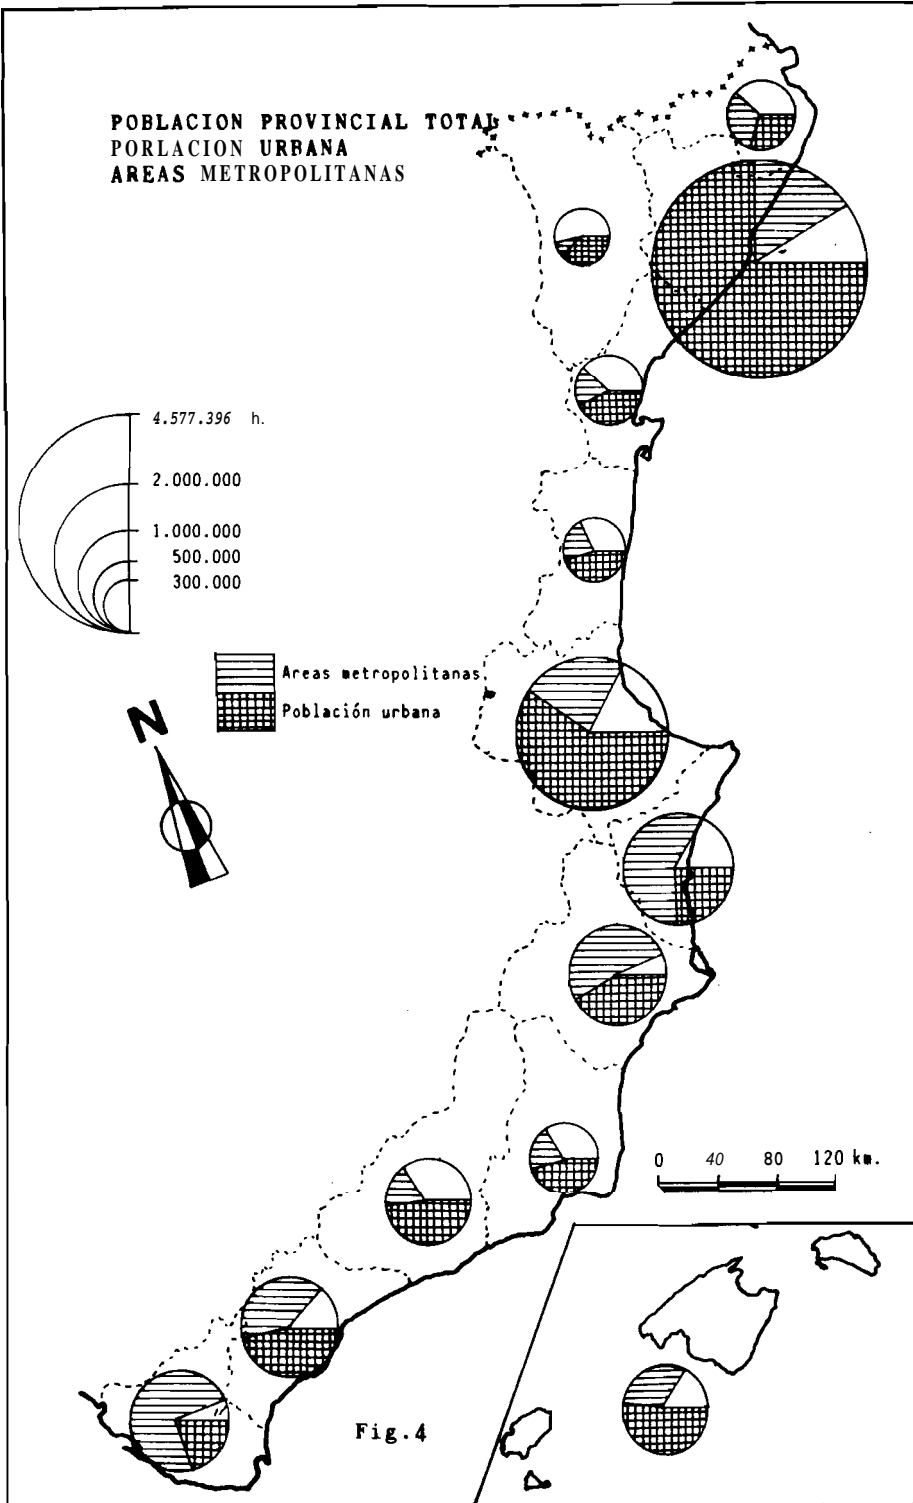 POBLACION PROVINCIAL TOTAL
PORLACION URBANA
AREAS METROPOLITANAS
4.577.396 h.
2.000.000
1.000.000
500.000
300.000
Areas metropolitanas
Población urbana
N
0 40 80 120 km.
Fig.4